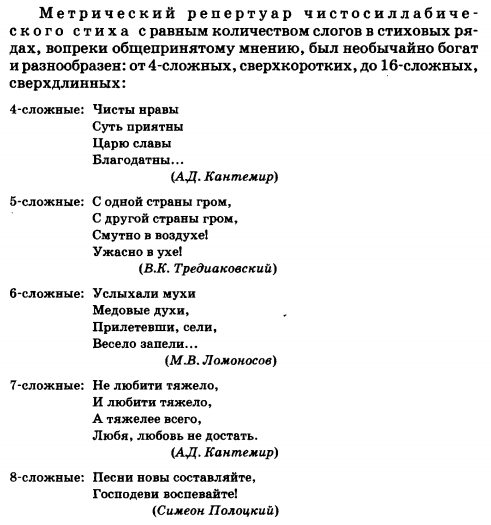 Метрический репертуар чистосиллабиче-
ского стиха с равным количеством слогов в стиховых ря-
дах, вопреки общепринятому мнению, был необычайно богат
и разнообразен: от 4-сложных, сверхкоротких, до 16-сложных,
сверхдлинных:
4-сложные: Чисты нравы
Суть приятны
Царю славы
Благодатны...
(А.Д. Кантемир)
5-сложные: С одной страны гром,
С другой страны гром,
Смутно в воздухе!
Ужасно в ухе!
(В.К. Тредиаковский)
6-сложные: Услыхали мухи
Медовые духи,
Прилетевши, сели,
Весело запели...
(М.В. Ломоносов)
7-сложные: Не любити тяжело,
И любити тяжело,
А тяжелее всего,
Любя, любовь не достать.
(А.Д. Кантемир)
8-сложные: Песни новы составляйте,
Господеви воспевайте!
(Симеон Полоцкий)